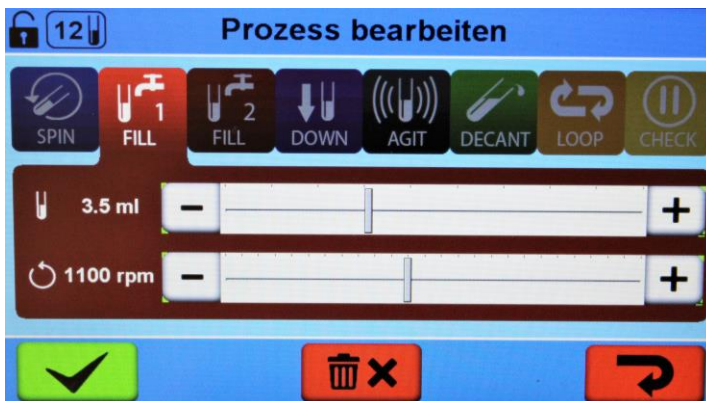 12
Prozess bearbeiten
SPIN
1
FILL
2
FILL
DOWN
AGIT
DECANT
LOOP
CHECK
3.5 ml
1100 rpm